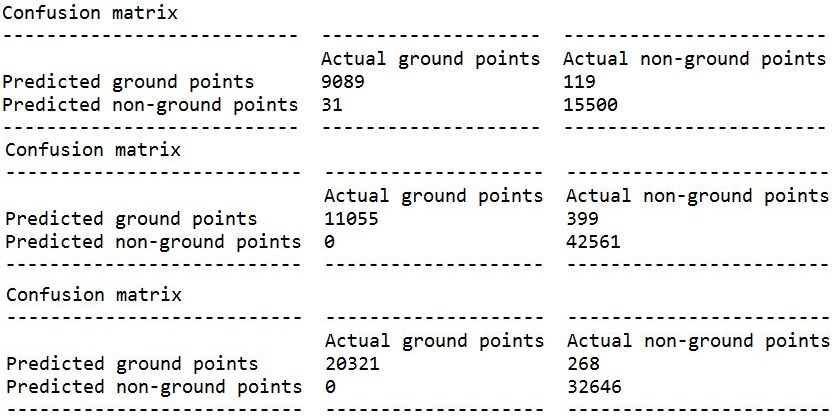 Confusion matrix
--------------------------- -------------------- ------------------------
Actual ground points Actual non-ground points
Predicted ground points 9089 119
Predicted non-ground points 31 15500
--------------------------- -------------------- ------------------------
Confusion matrix
--------------------------- -------------------- ------------------------
Actual ground points Actual non-ground points
Predicted ground points 11055 399
Predicted non-ground points 0 42561
--------------------------- -------------------- ------------------------
Confusion matrix
--------------------------- -------------------- ------------------------
Actual ground points Actual non-ground points
Predicted ground points 20321 268
Predicted non-ground points 0 32646
--------------------------- -------------------- ------------------------